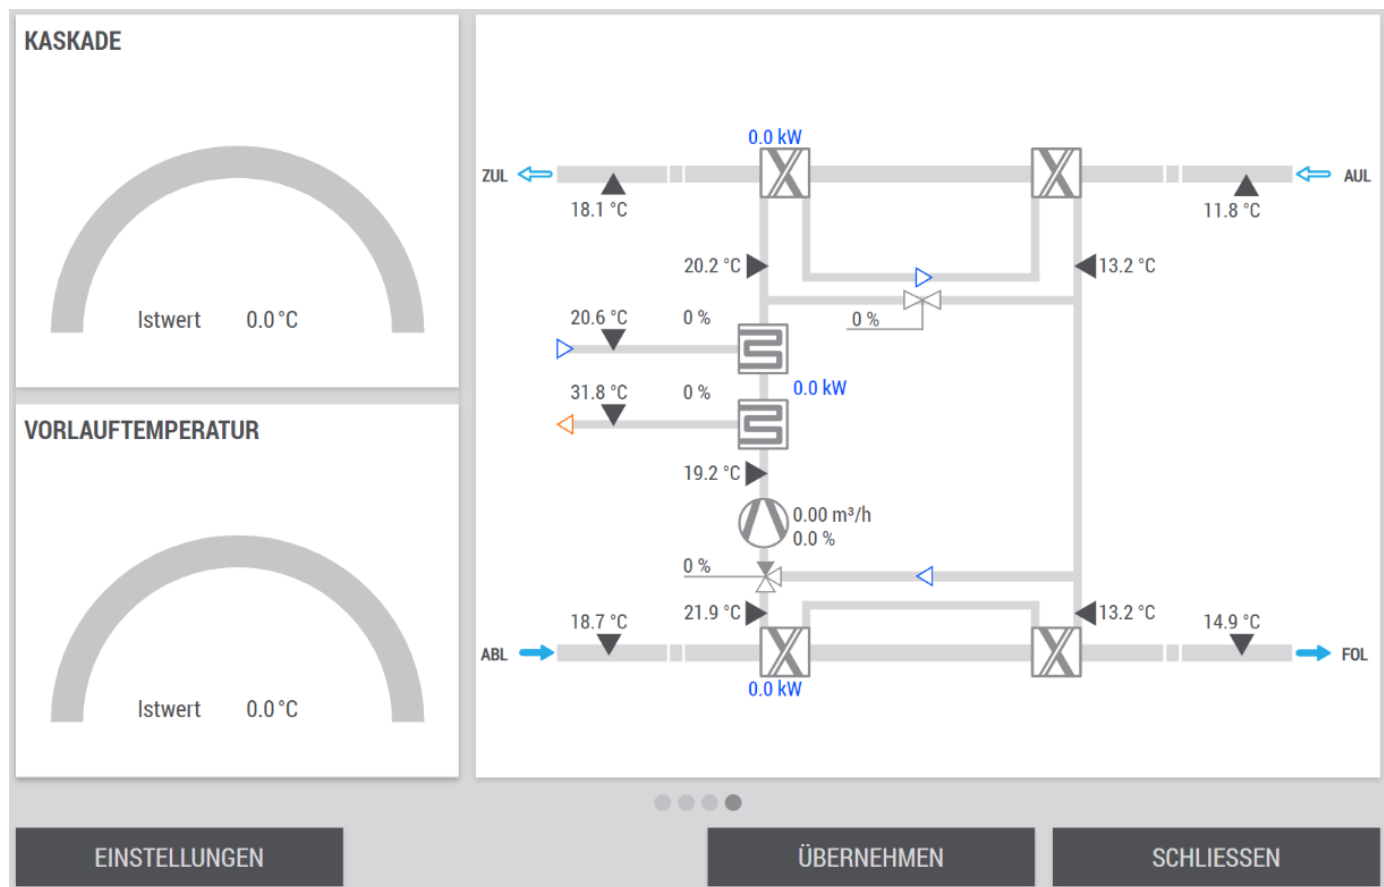 KASKADE
Istwert 0.0 °C
VORLAUFTEMPERATUR
Istwert 0.0 °C
0.0 kW
ZUL
AUL
18.1 °C
11.8 °C
20.2 °C
13.2 °C
20.6 °C 0 %
0 %
31.8 °C 0 %
0.0 kW
19.2 °C
0.00 m³/h
0.0 %
0 %
21.9 °C
13.2 °C
18.7 °C
14.9 °C
ABL
FOL
0.0 kW
EINSTELLUNGEN
ÜBERNEHMEN
SCHLIESSEN